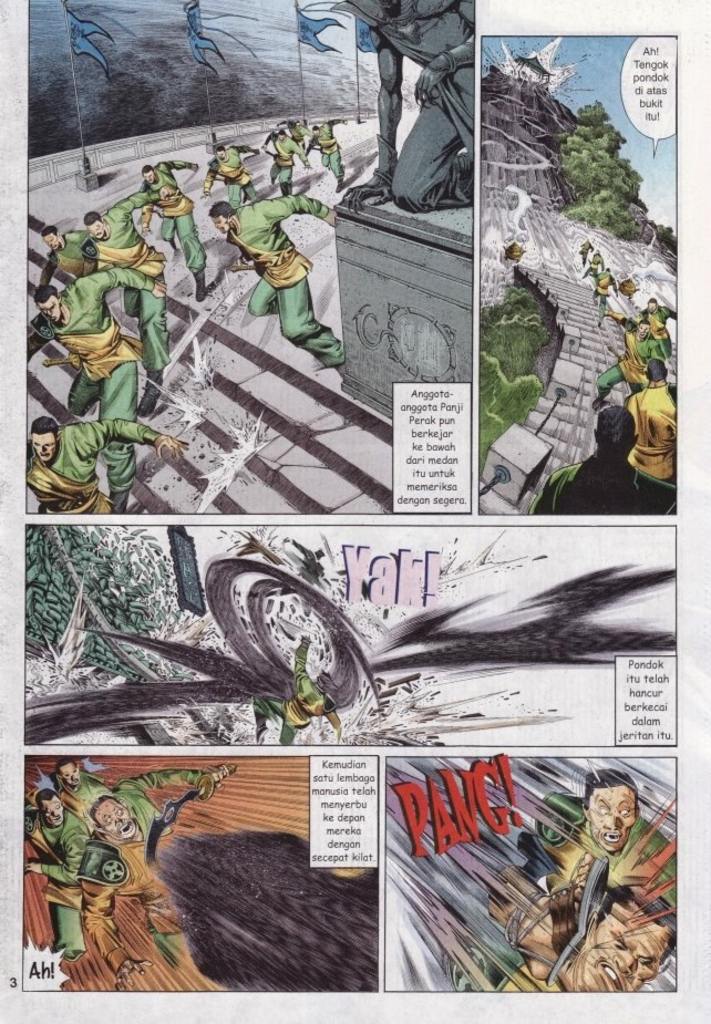 Anggota-
anggota Panji
Perak pun
berkejar
ke bawah
dari medan
itu untuk
memeriksa
dengan segera.
Ah!
Tengok
pondok
di atas
bukit
itu!
Yak!
Pondok
itu telah
hancur
berkecai
dalam
jeritan itu.
Kemudian
satu lembaga
manusia telah
menyerbu
ke depan
mereka
dengan
secepat kilat.
Ah!
PANG!
3